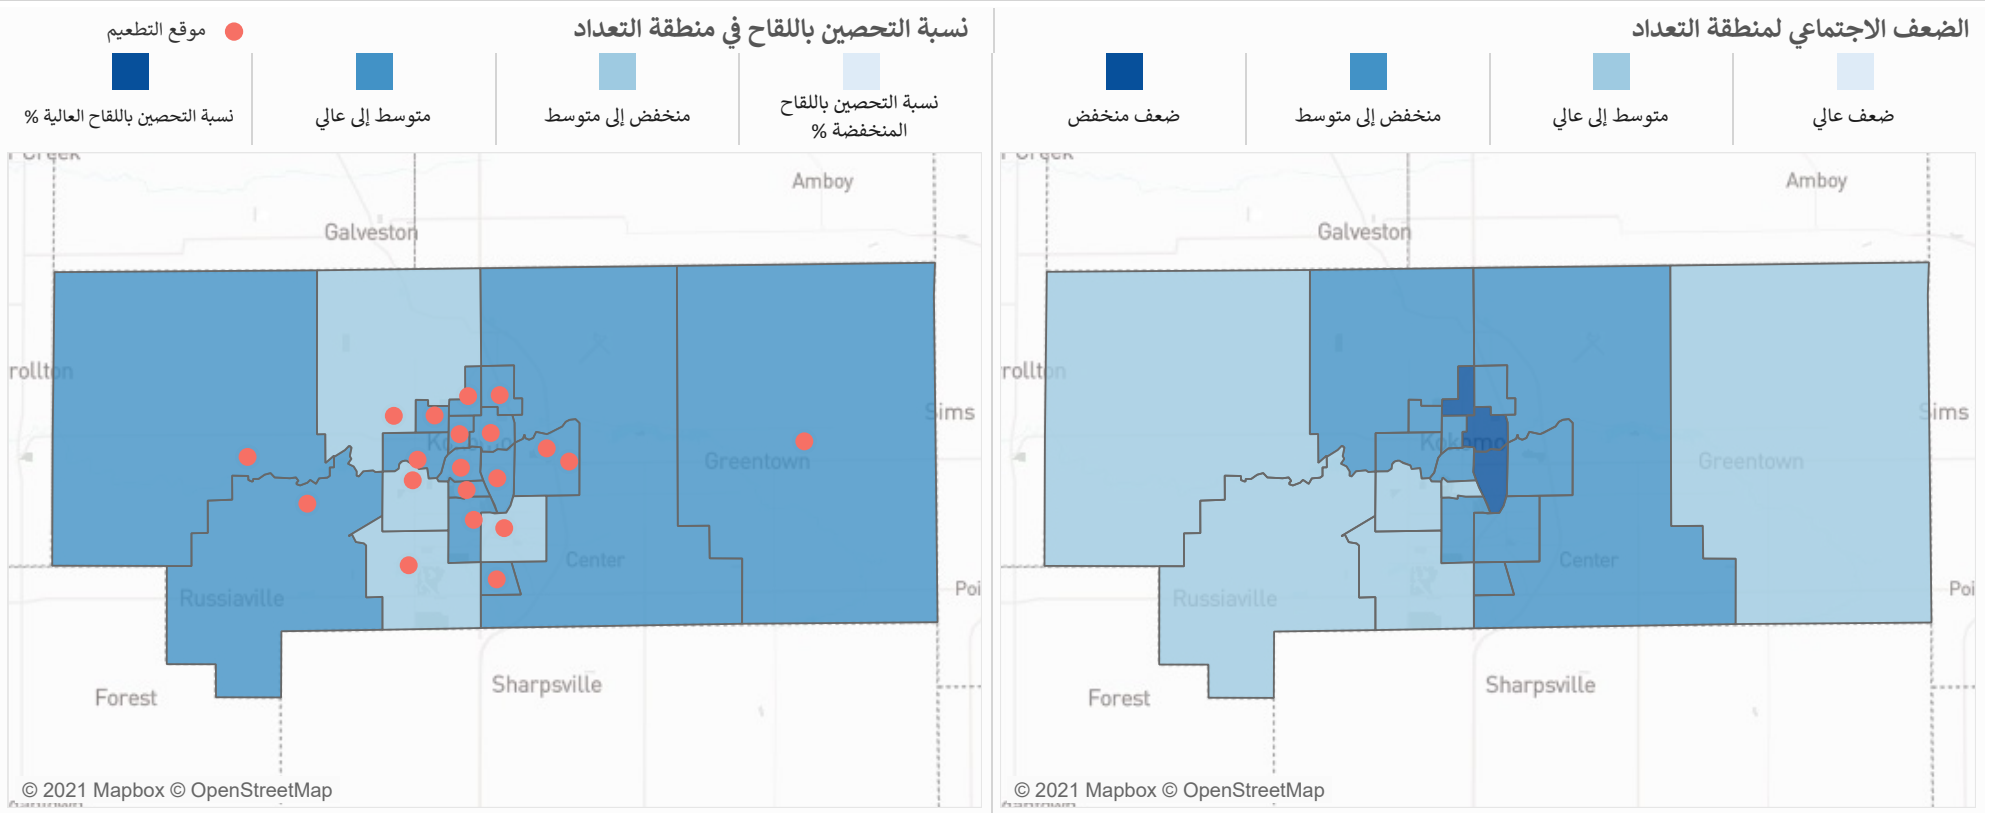 الضعف الاجتماعي لمنطقة التعداد
ضعف عالي
متوسط إلى عالي
منخفض إلى متوسط
ضعف منخفض
Amboy
Galveston
rollton
Kokomo
Sims
Greentown
Center
Russiaville
Poi
Forest
Sharpsville
© 2021 Mapbox © OpenStreetMap
نسبة التحصين باللقاح في منطقة التعداد
موقع التطعيم
نسبة التحصين باللقاح
المنخفضة %
منخفض إلى متوسط
متوسط إلى عالي
نسبة التحصين باللقاح العالية %
Amboy
Galveston
rollton
Kokomo
Sims
Greentown
Center
Russiaville
Poi
Forest
Sharpsville
© 2021 Mapbox © OpenStreetMap